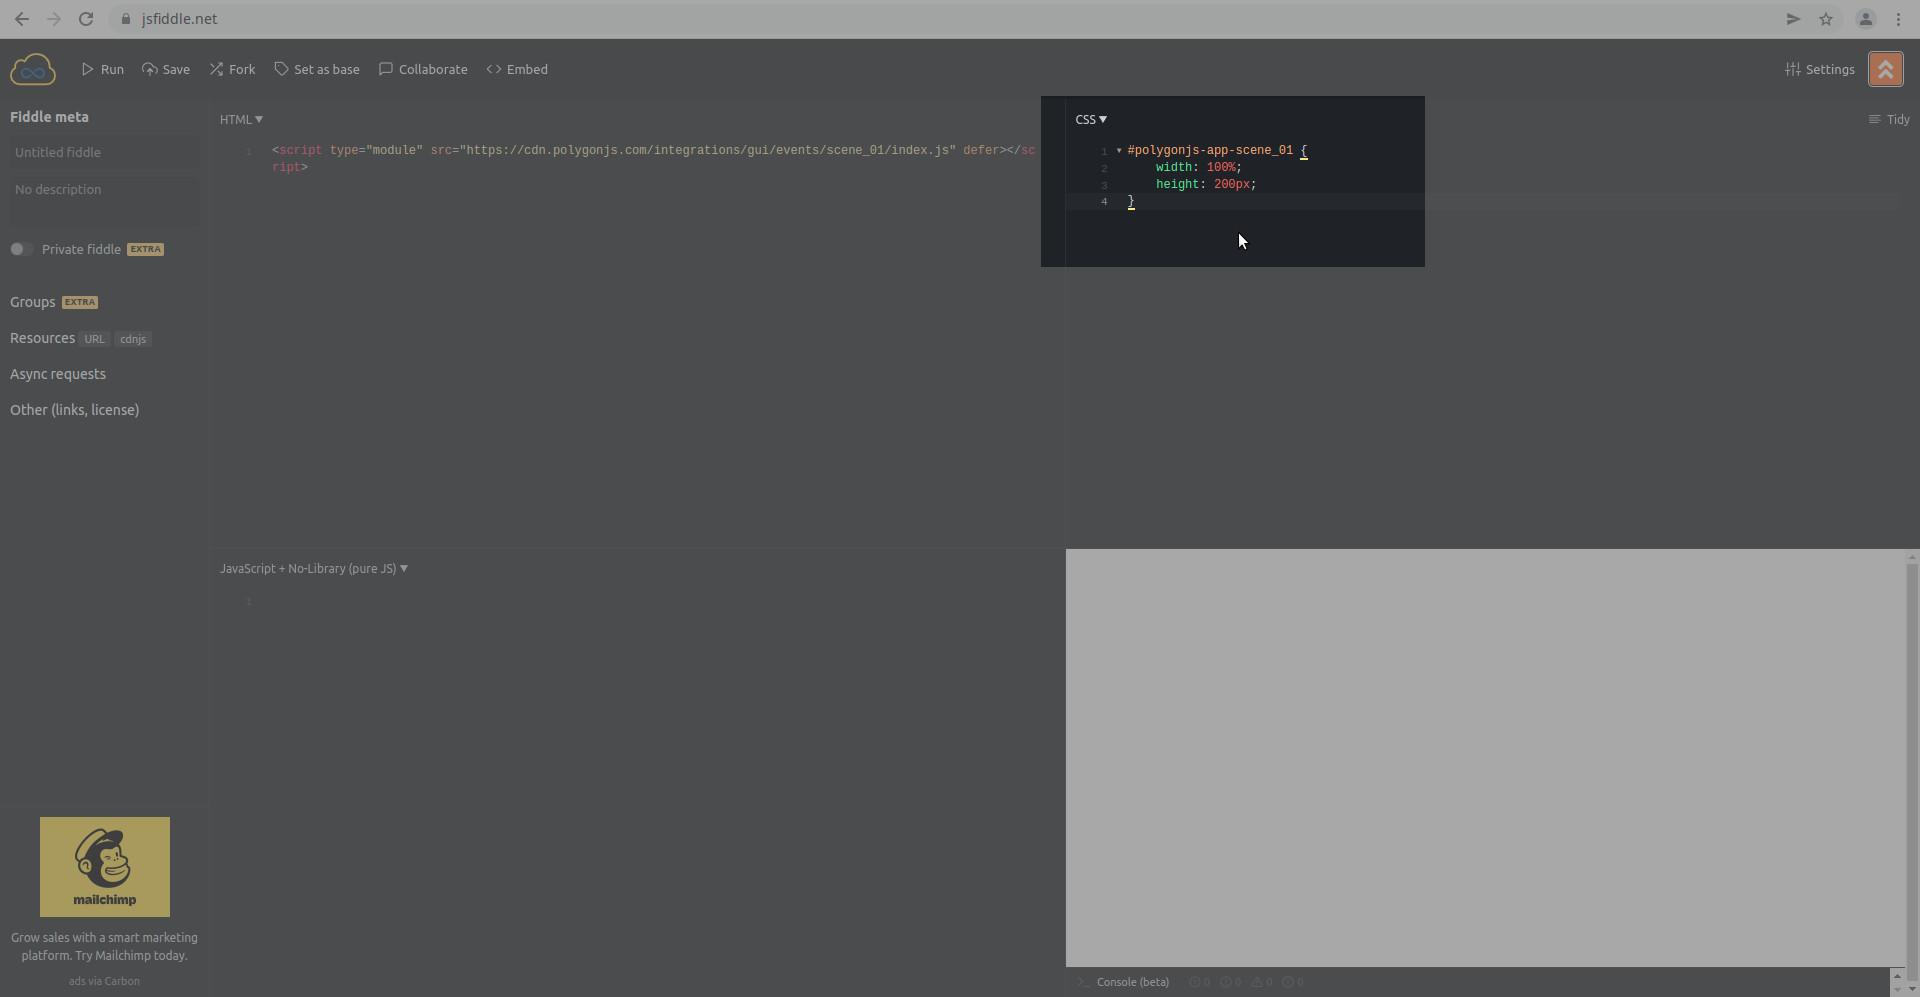 jsfiddle.net
Run
Save
Fork
Set as base
Collaborate
Embed
Settings
Fiddle meta
Untitled fiddle
No description
Private fiddle EXTRA
Groups EXTRA
Resources URL cdnjs
Async requests
Other (links, license)
mailchimp
Grow sales with a smart marketing
platform. Try Mailchimp today.
ads via Carbon
HTML
1 <script type="module" src="https://cdn.polygonjs.com/integrations/gui/events/scene_01/index.js" defer></sc
ript>
CSS
Tidy
1 #polygonjs-app-scene_01 {
2 width: 100%;
3 height: 200px;
4 }
JavaScript + No-Library (pure JS)
1
>_ Console (beta) 0 0 0 0